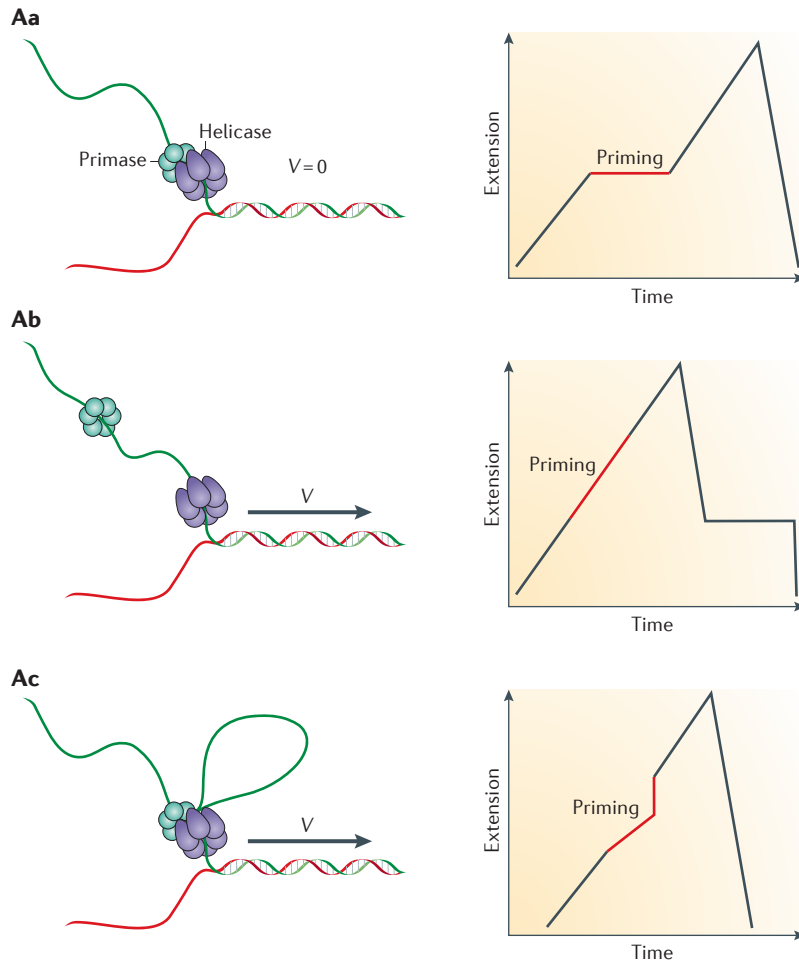 Aa
Helicase
Primase
V = 0
Extension
Priming
Time
Ab
V
Extension
Priming
Time
Ac
V
Extension
Priming
Time